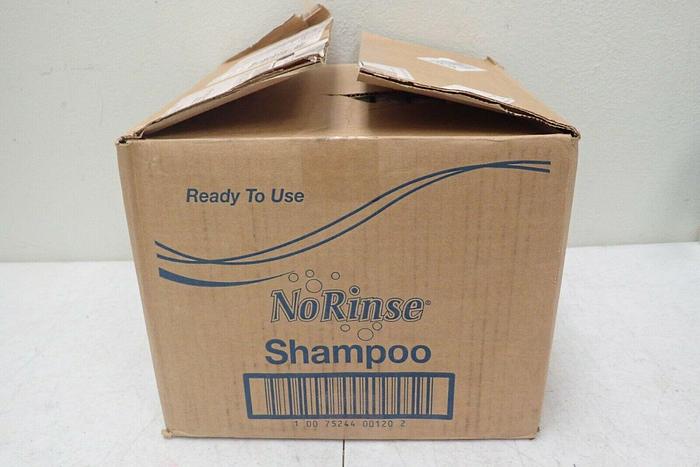 Ready To Use
NoRinse®
Shampoo
1 00 75244 00120 2